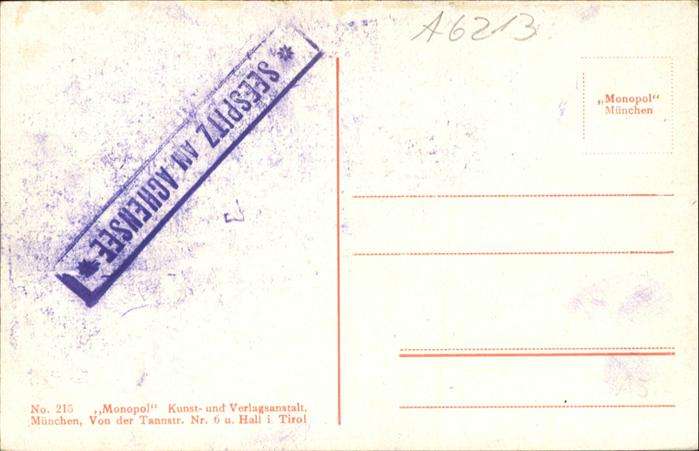 A6213
✷ SEESPITZ AM ACHENSEE ✷
„Monopol“
München
No. 215 „Monopol“ Kunst- und Verlagsanstalt,
München, Von der Tannstr. Nr. 6 u. Hall i Tirol